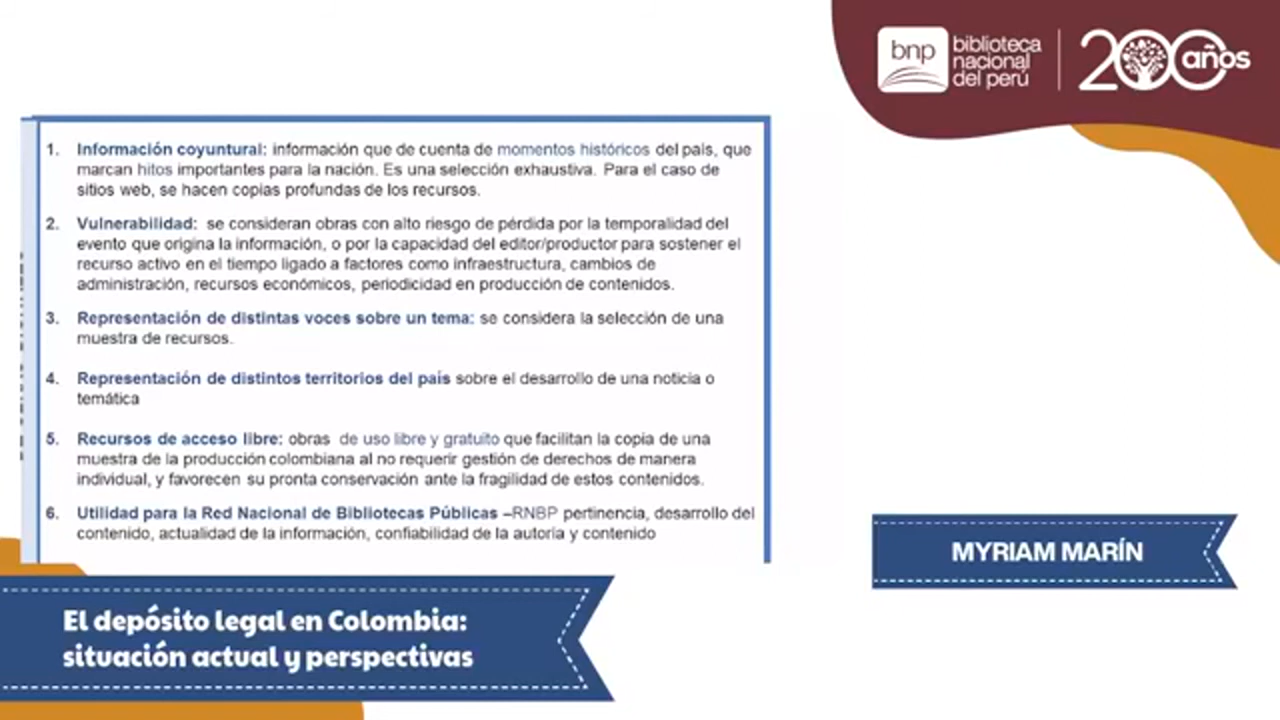 bnp
biblioteca
nacional
del perú
200 años
1. Información coyuntural: información que de cuenta de momentos históricos del país, que
marcan hitos importantes para la nación. Es una selección exhaustiva. Para el caso de
sitios web, se hacen copias profundas de los recursos.
2. Vulnerabilidad: se consideran obras con alto riesgo de pérdida por la temporalidad del
evento que origina la información, o por la capacidad del editor/productor para sostener el
recurso activo en el tiempo ligado a factores como infraestructura, cambios de
administración, recursos económicos, periodicidad en producción de contenidos.
3. Representación de distintas voces sobre un tema: se considera la selección de una
muestra de recursos.
4. Representación de distintos territorios del país sobre el desarrollo de una noticia o
temática
5. Recursos de acceso libre: obras de uso libre y gratuito que facilitan la copia de una
muestra de la producción colombiana al no requerir gestión de derechos de manera
individual, y favorecen su pronta conservación ante la fragilidad de estos contenidos.
6. Utilidad para la Red Nacional de Bibliotecas Públicas –RNBP pertinencia, desarrollo del
contenido, actualidad de la información, confiabilidad de la autoría y contenido
MYRIAM MARÍN
El depósito legal en Colombia:
situación actual y perspectivas